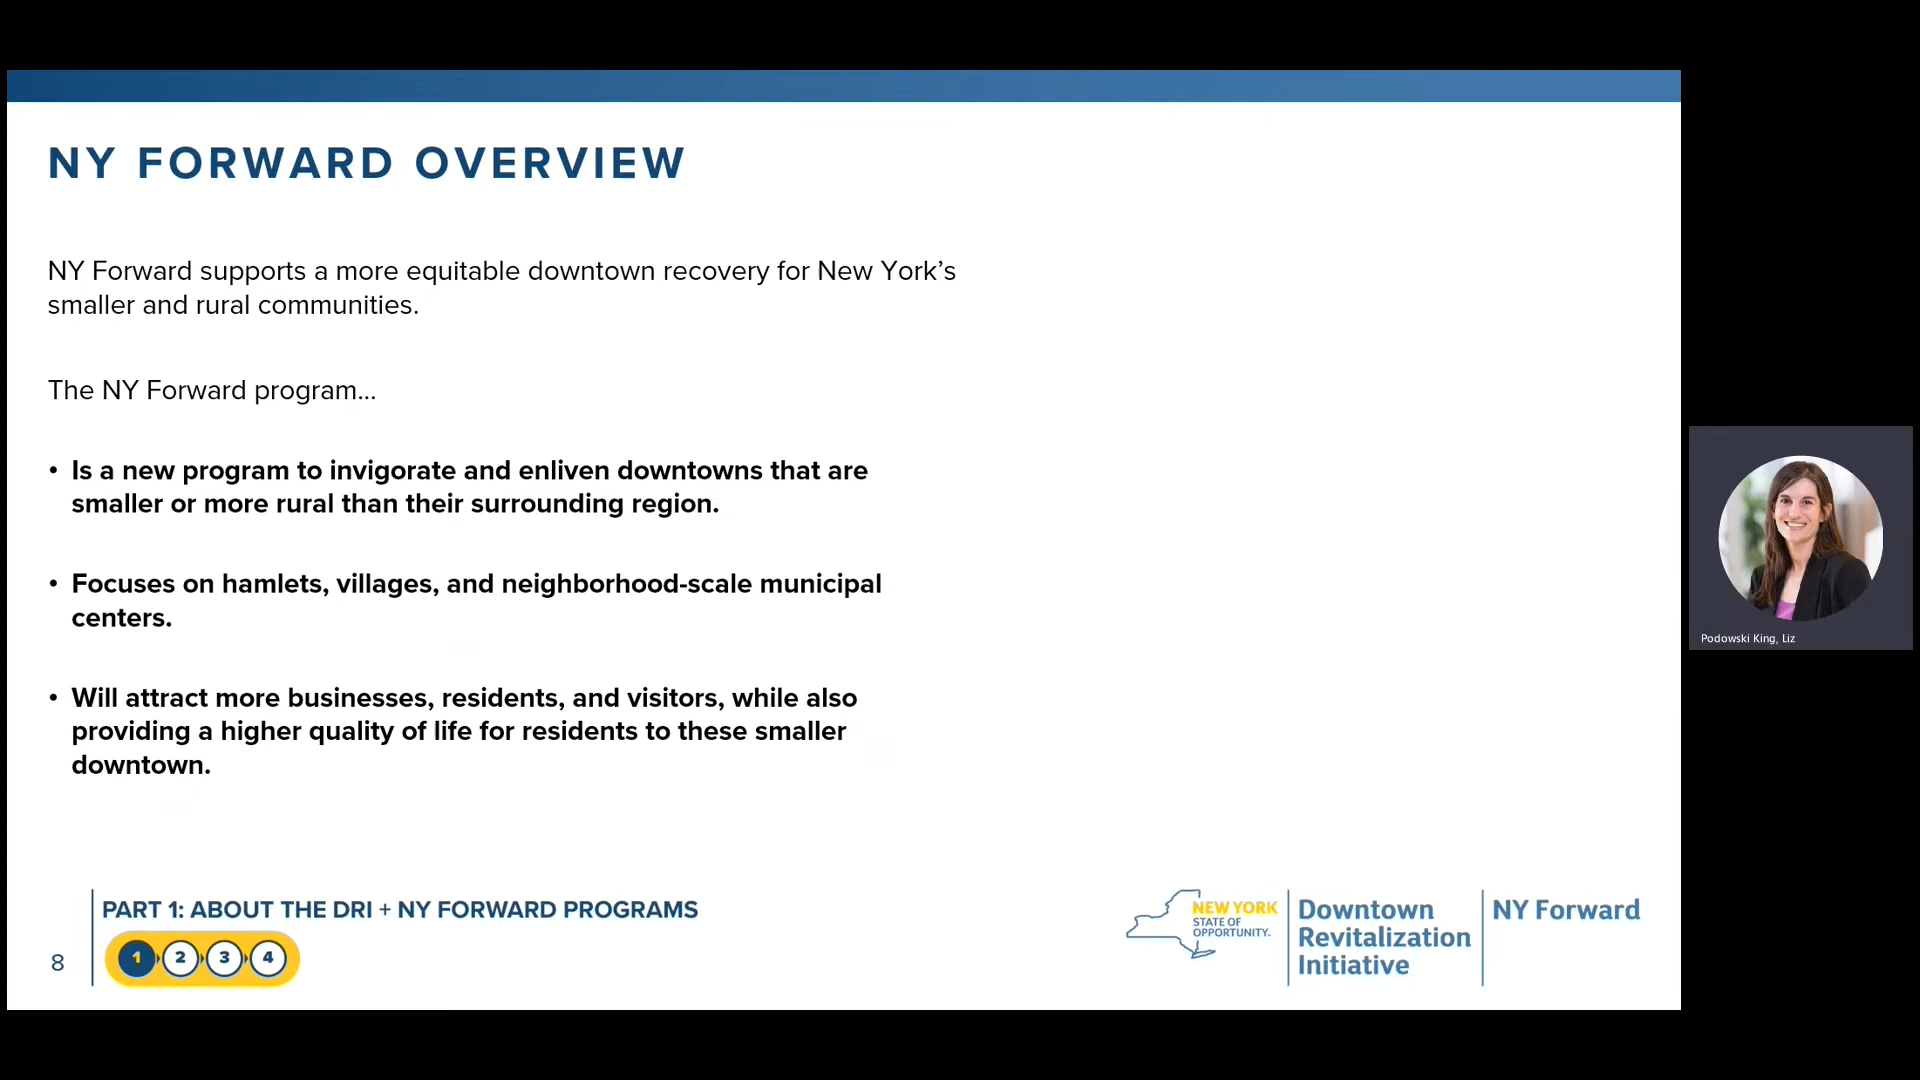 NY FORWARD OVERVIEW
NY Forward supports a more equitable downtown recovery for New York’s
smaller and rural communities.
The NY Forward program...
• Is a new program to invigorate and enliven downtowns that are
smaller or more rural than their surrounding region.
• Focuses on hamlets, villages, and neighborhood-scale municipal
centers.
• Will attract more businesses, residents, and visitors, while also
providing a higher quality of life for residents to these smaller
downtown.
Podowski King, Liz
8
PART 1: ABOUT THE DRI + NY FORWARD PROGRAMS
1 2 3 4
NEW YORK
STATE OF
OPPORTUNITY.
Downtown
Revitalization
Initiative
NY Forward